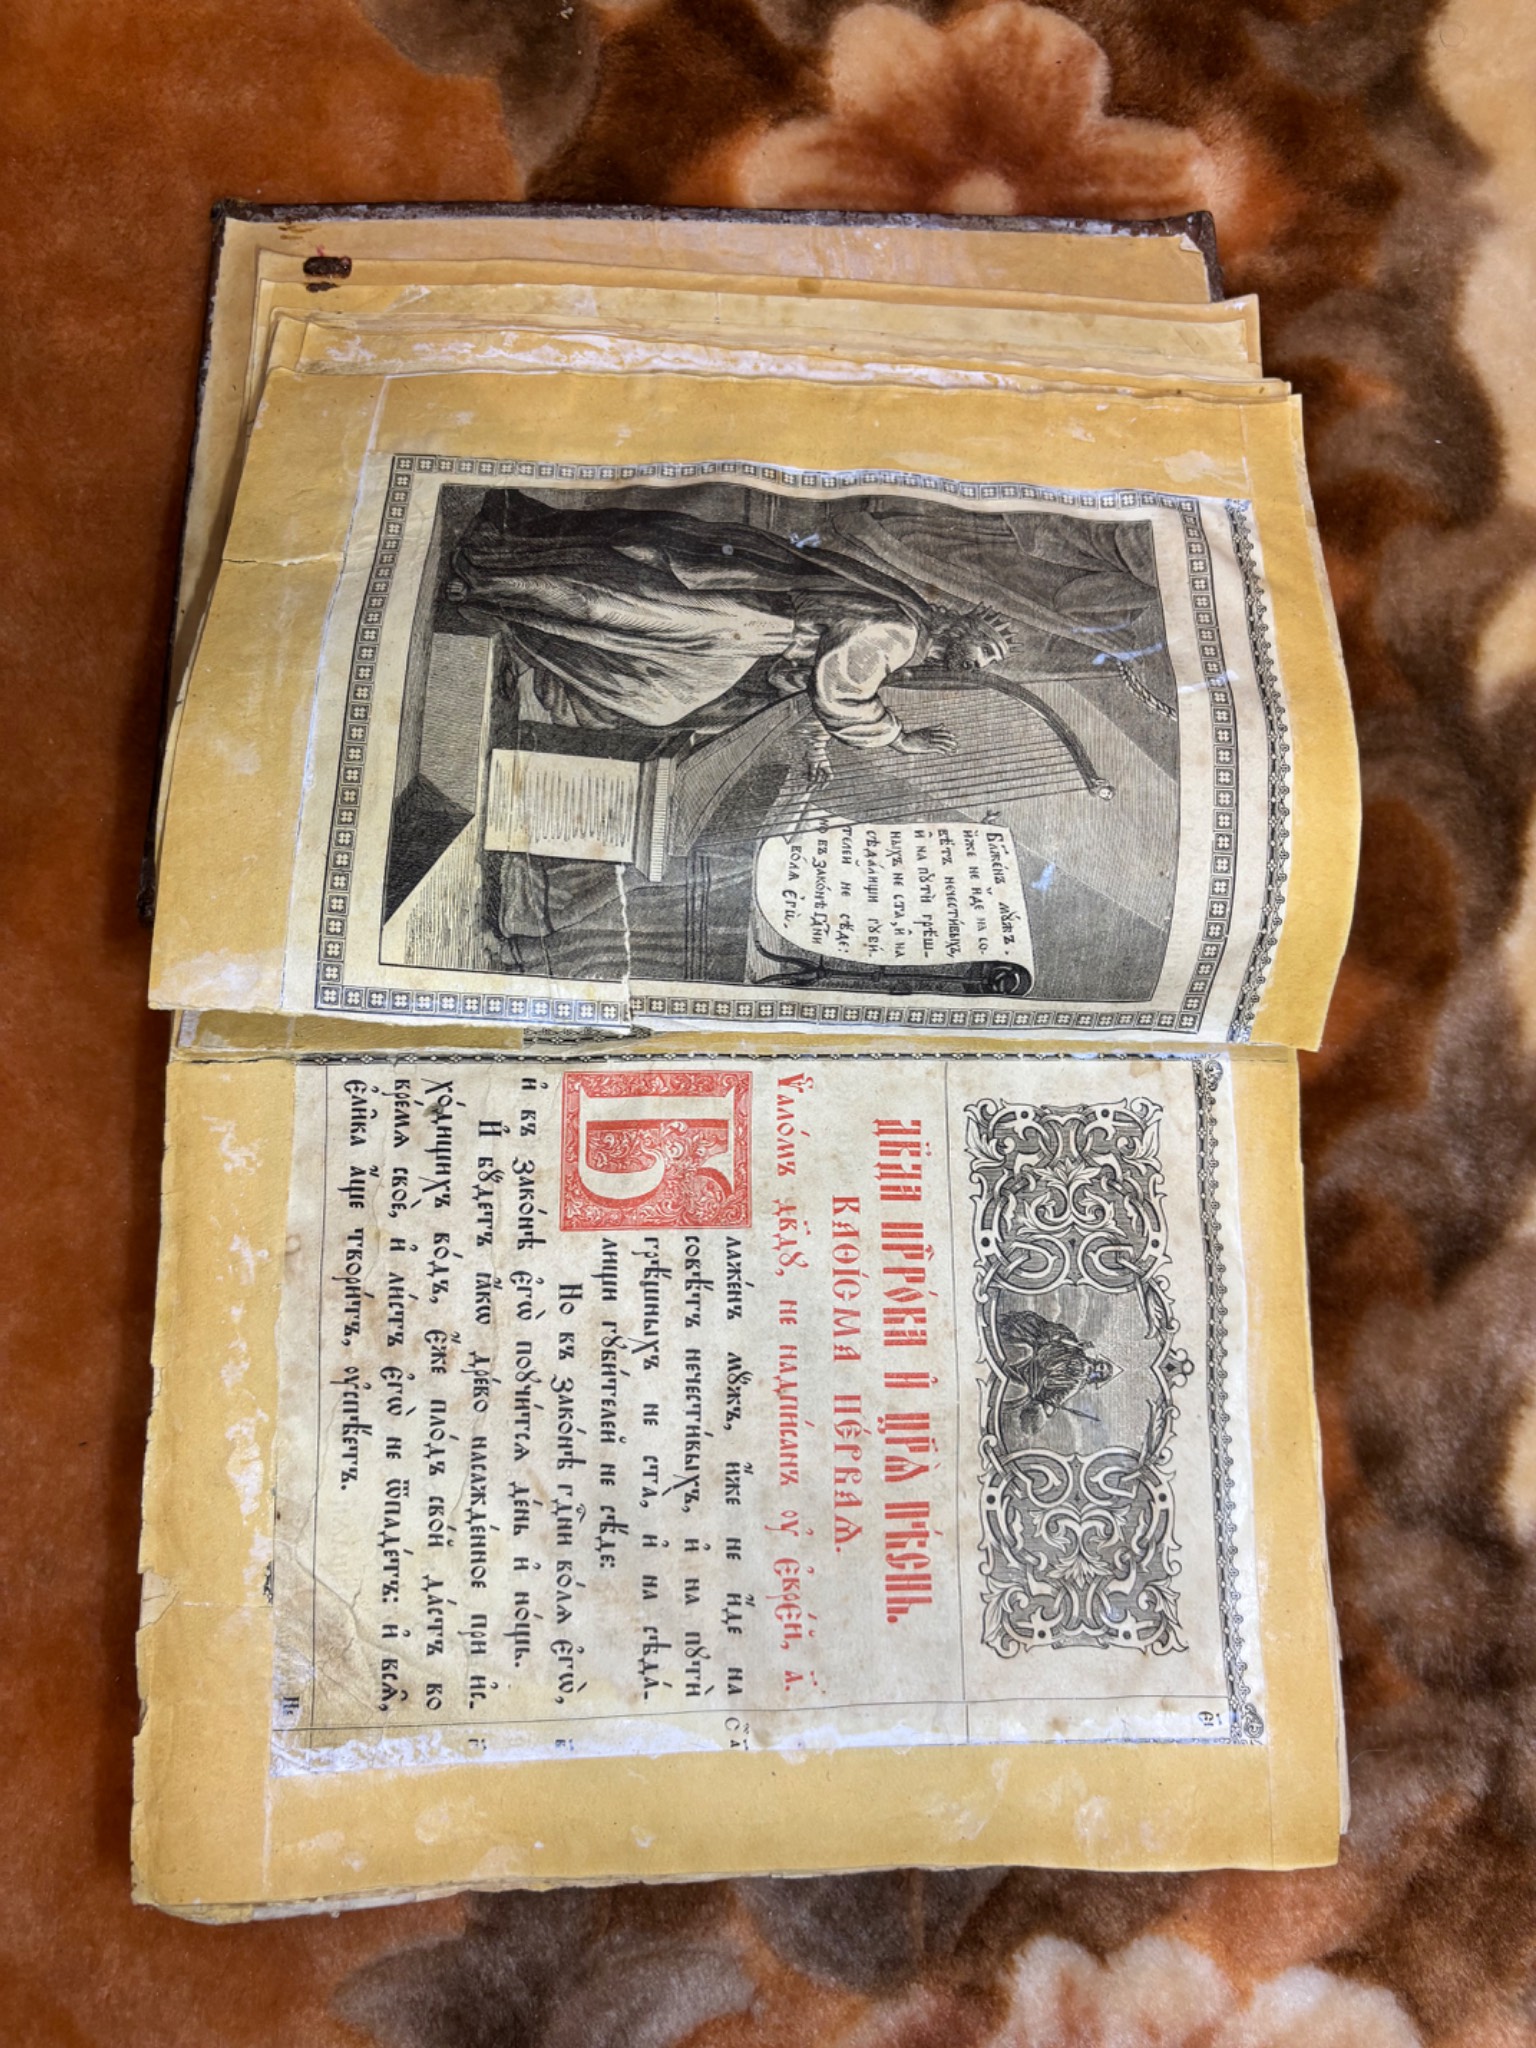 Бл҃же́нъ мꙋ́жъ.
и҆́же не и҆́де на со-
вѣ́тъ нечести́выхъ,
и҆ на пꙋти̑ грѣ́ш-
ныхъ не ста̀, и҆ на
сѣда́лищи гꙋби́-
телей не сѣ́де:
но въ зако́нѣ гд҇ни
во́лѧ є҆гѡ̀.
є҃і
Дв҃да прⷪ҇ро́ка и҆ цр҃ѧ̀ пѣ́снь.
Каѳі́сма пе́рваѧ.
Ѱало́мъ дв҃дꙋ, не надпи́санъ ᲂу҆ є҆вре́й, а҃.
Блаже́нъ мꙋ́жъ, и҆́же не и҆́де на
совѣ́тъ нечести́выхъ, и҆ на пꙋтѝ
грѣ́шныхъ не ста̀, и҆ на сѣда́-
лищи гꙋби́телей не сѣ́де:
Но въ зако́нѣ гд҇ни во́лѧ є҆гѡ̀,
и҆ въ зако́нѣ є҆гѡ̀ поꙋчи́тсѧ де́нь и҆ но́щь.
И҆ бꙋ́детъ ꙗ҆́кѡ дре́во насажде́нное при и҆с-
хо́дищихъ во́дъ, є҆́же пло́дъ сво́й да́стъ во
вре́мѧ своѐ, и҆ ли́стъ є҆гѡ̀ не ѿпаде́тъ: и҆ всѧ̑,
є҆ли̑ка а҆́ще твори́тъ, ᲂу҆спѣ́етъ.
Не